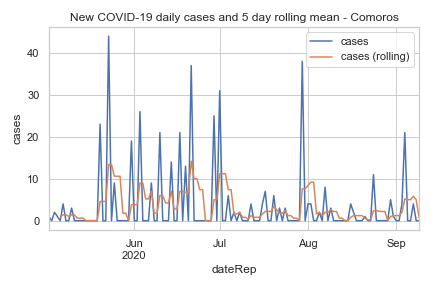 New COVID-19 daily cases and 5 day rolling mean - Comoros
cases
cases (rolling)
cases
40
30
20
10
0
Jun
2020
Jul
Aug
Sep
dateRep